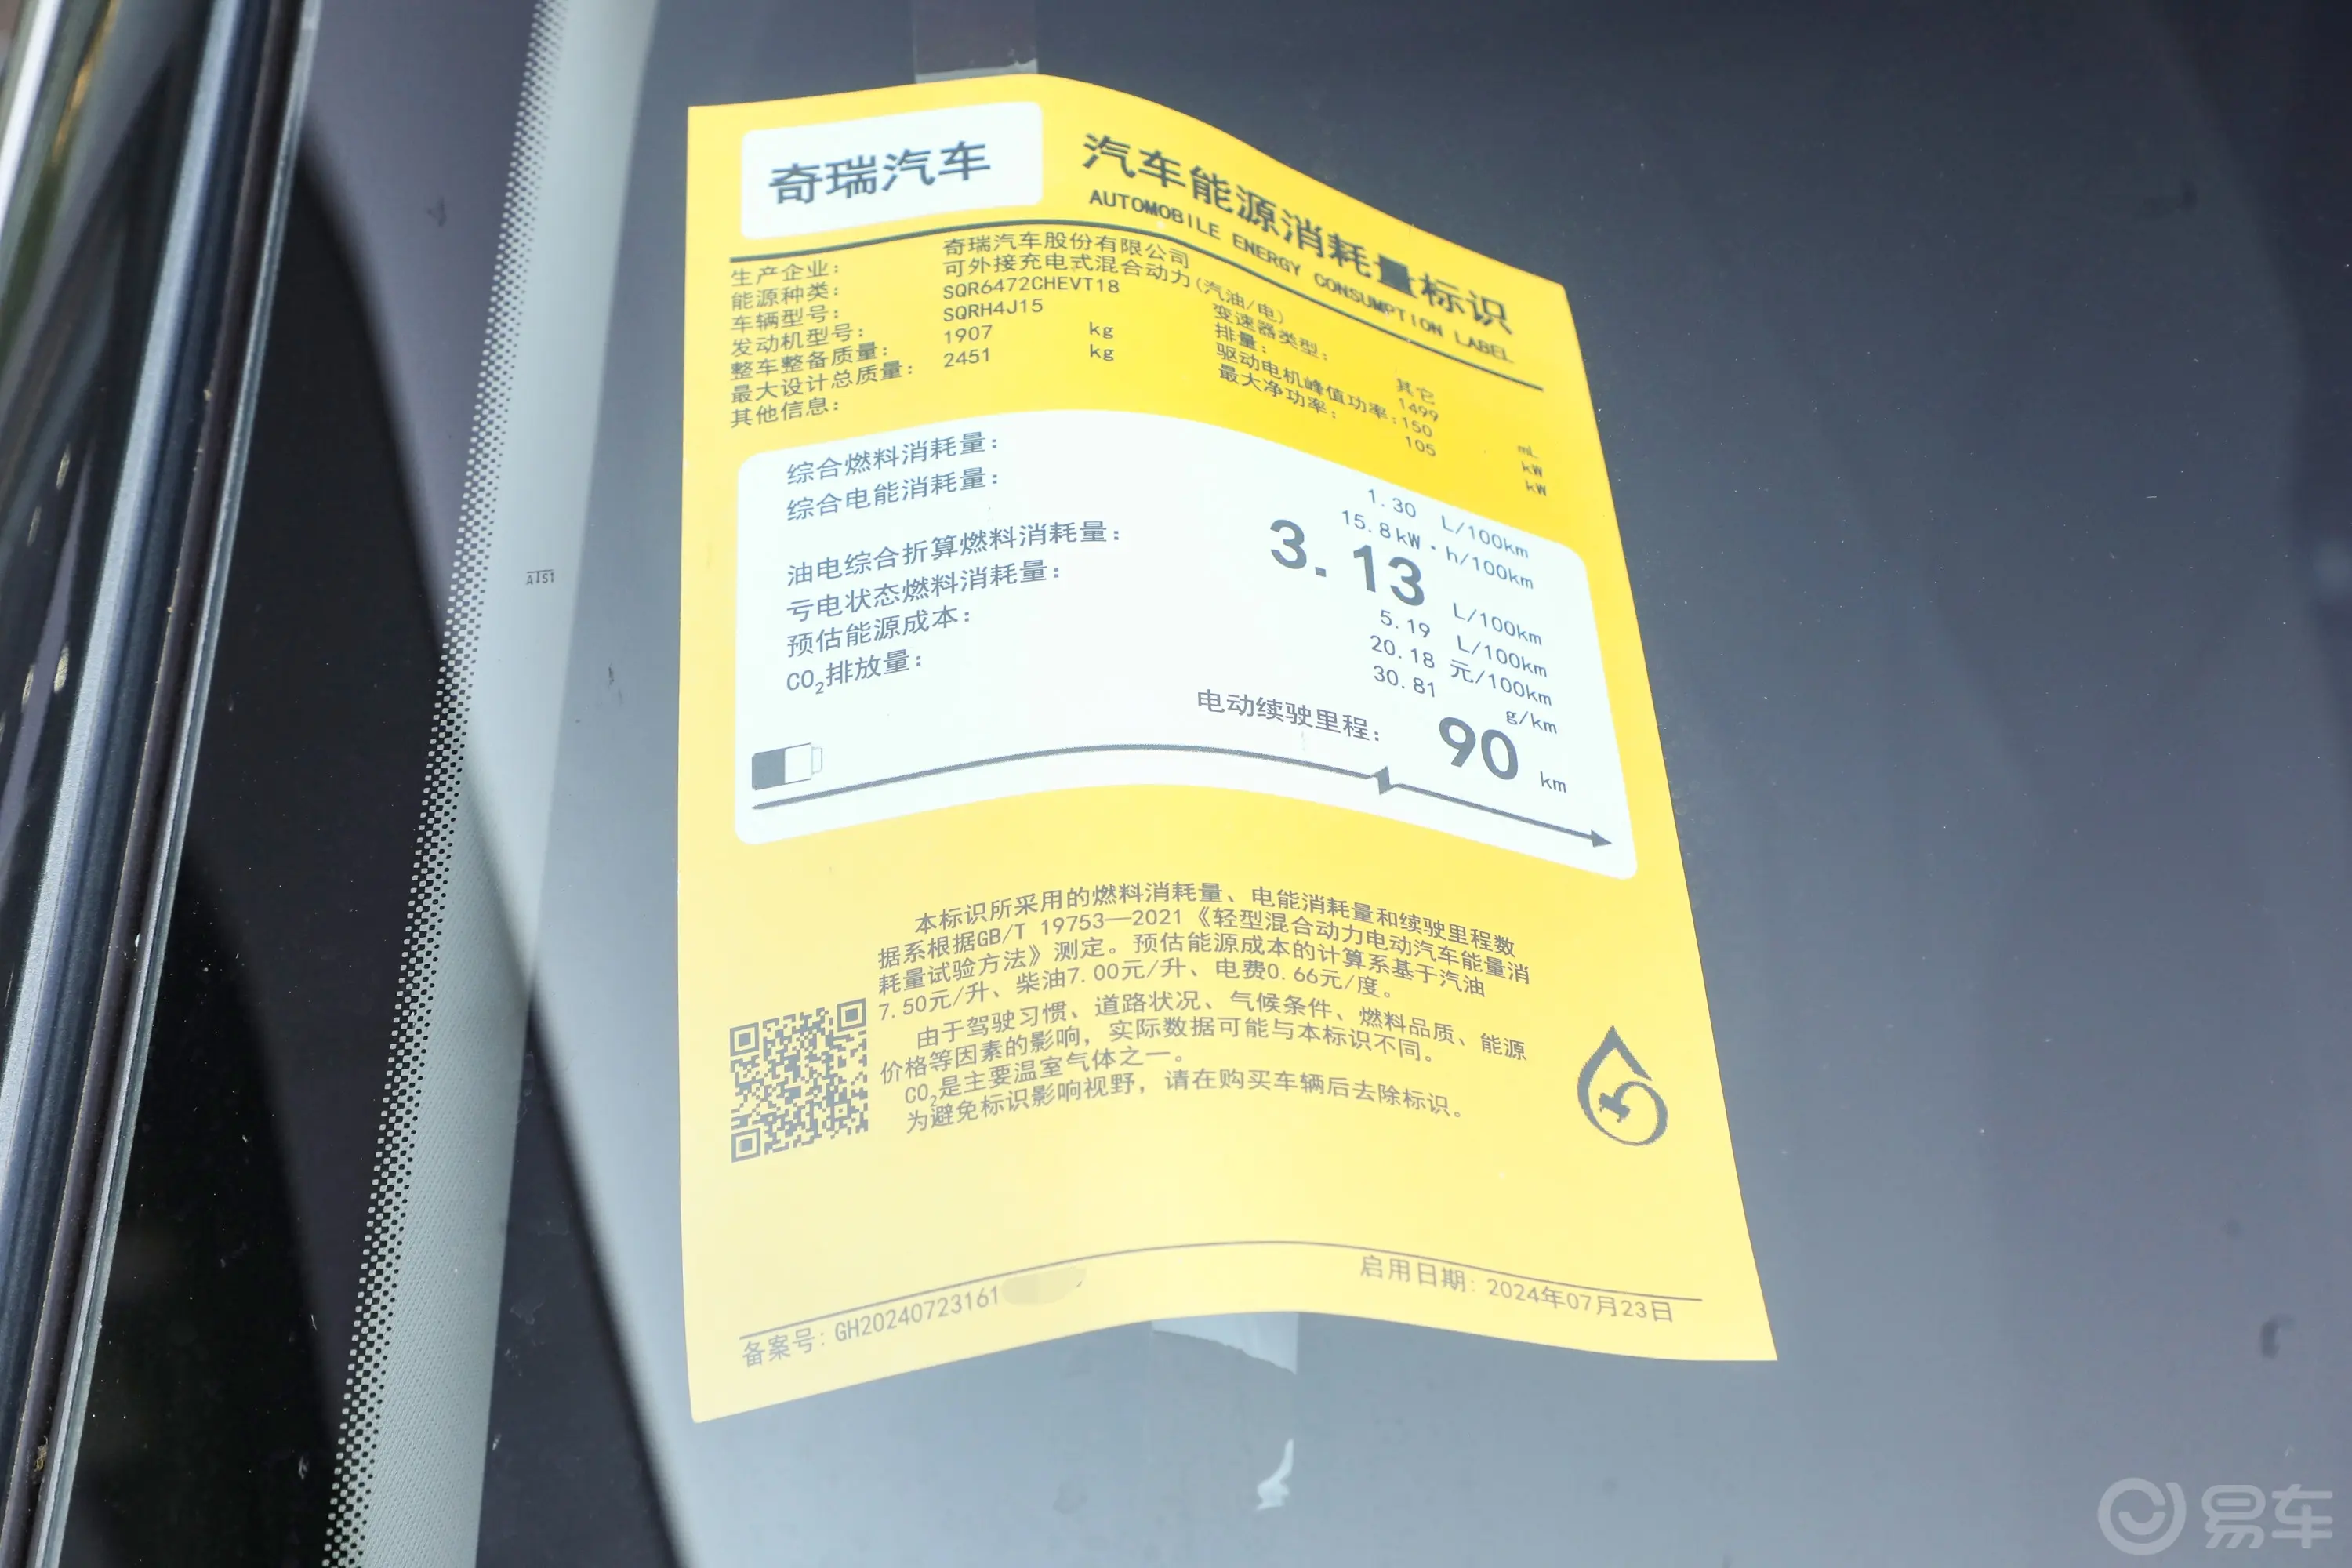 奇瑞汽车
汽车能源消耗量标识
AUTOMOBILE ENERGY CONSUMPTION LABEL
生产企业： 奇瑞汽车股份有限公司
能源种类： 可外接充电式混合动力(汽油/电)
车辆型号： SQR6472CHEVT18
发动机型号： SQRH4J15 变速器类型： 其它
整车整备质量： 1907 kg 排量： 1499 mL
最大设计总质量： 2451 kg 驱动电机峰值功率：150 kW
其他信息： 最大净功率： 105 kW
综合燃料消耗量： 1.30 L/100km
综合电能消耗量： 15.8 kW·h/100km
油电综合折算燃料消耗量： 3.13 L/100km
亏电状态燃料消耗量： 5.19 L/100km
预估能源成本： 20.18 元/100km
CO₂排放量： 30.81 g/km
电动续驶里程： 90 km
本标识所采用的燃料消耗量、电能消耗量和续驶里程数
据系根据GB/T 19753—2021《轻型混合动力电动汽车能量消
耗量试验方法》测定。预估能源成本的计算系基于汽油
7.50元/升、柴油7.00元/升、电费0.66元/度。
由于驾驶习惯、道路状况、气候条件、燃料品质、能源
价格等因素的影响，实际数据可能与本标识不同。
CO₂是主要温室气体之一。
为避免标识影响视野，请在购买车辆后去除标识。
备案号：GH20240723161 启用日期：2024年07月23日
AIS1
易车